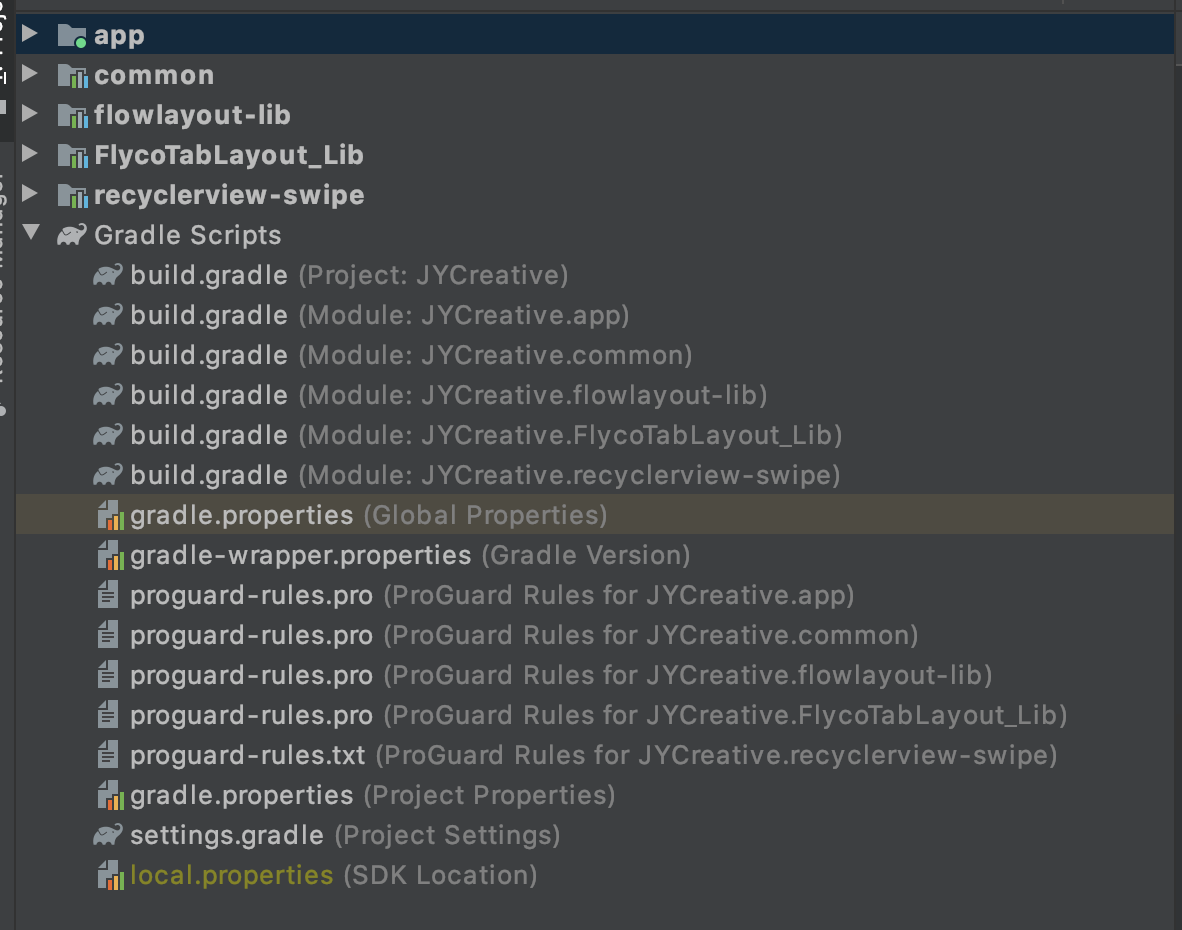 app
common
flowlayout-lib
FlycoTabLayout_Lib
recyclerview-swipe
Gradle Scripts
build.gradle (Project: JYCreative)
build.gradle (Module: JYCreative.app)
build.gradle (Module: JYCreative.common)
build.gradle (Module: JYCreative.flowlayout-lib)
build.gradle (Module: JYCreative.FlycoTabLayout_Lib)
build.gradle (Module: JYCreative.recyclerview-swipe)
gradle.properties (Global Properties)
gradle-wrapper.properties (Gradle Version)
proguard-rules.pro (ProGuard Rules for JYCreative.app)
proguard-rules.pro (ProGuard Rules for JYCreative.common)
proguard-rules.pro (ProGuard Rules for JYCreative.flowlayout-lib)
proguard-rules.pro (ProGuard Rules for JYCreative.FlycoTabLayout_Lib)
proguard-rules.txt (ProGuard Rules for JYCreative.recyclerview-swipe)
gradle.properties (Project Properties)
settings.gradle (Project Settings)
local.properties (SDK Location)